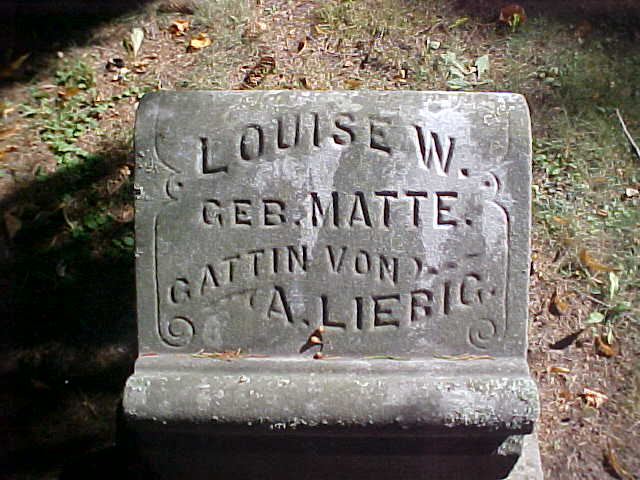 LOUISE W.
GEB. MATTE.
GATTIN VON
A. LIEBIG.